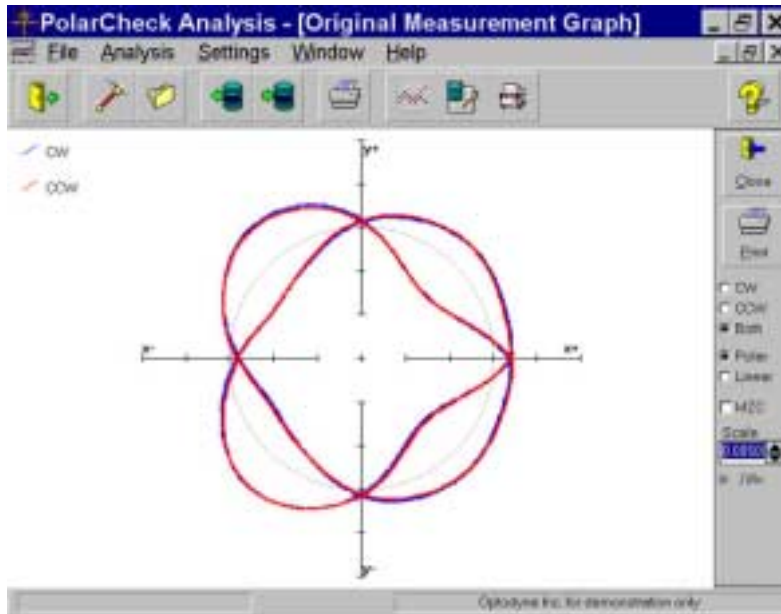 PolarCheck Analysis - [Original Measurement Graph]
File Analysis Settings Window Help
CW
CCW
y+
x-
x+
y-
Close
Print
CW
CCW
Both
Polar
Linear
MZC
Scale
Optodyne Inc. for demonstration only